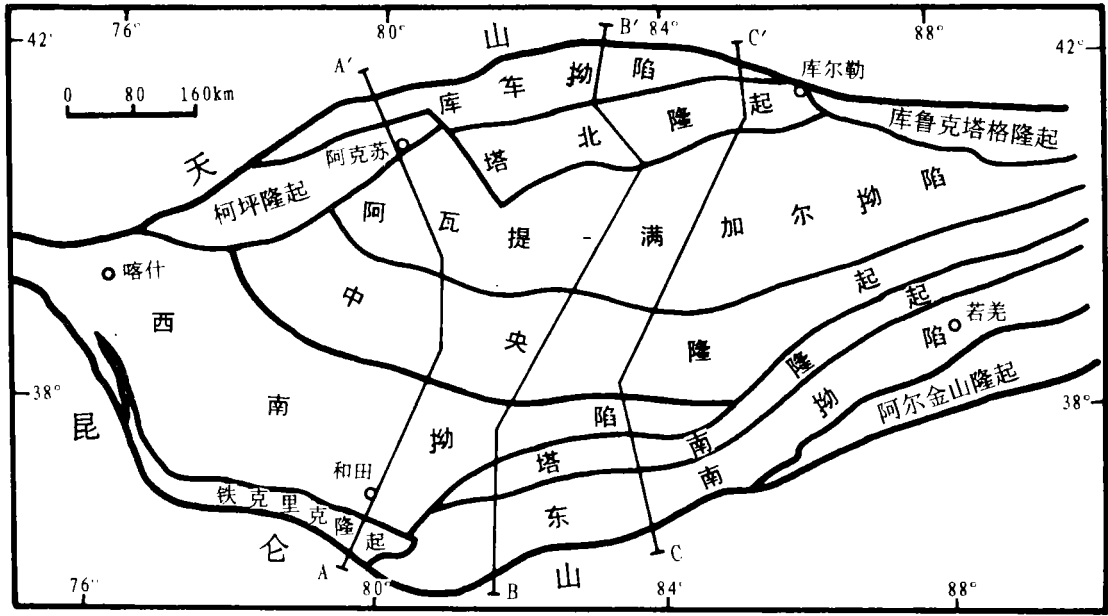 76° 80° 84° 88°
42° 42°
B′
C′
A′
天山
0 80 160km
库车拗陷
库尔勒
塔北隆起
库鲁克塔格隆起
阿克苏
柯坪隆起
阿瓦提-满加尔拗陷
喀什
中央隆起
西南拗陷
塔南隆起
若羌
38° 38°
东南拗陷
阿尔金山隆起
昆仑山
和田
铁克里克隆起
A
B
C
76° 80° 84° 88°